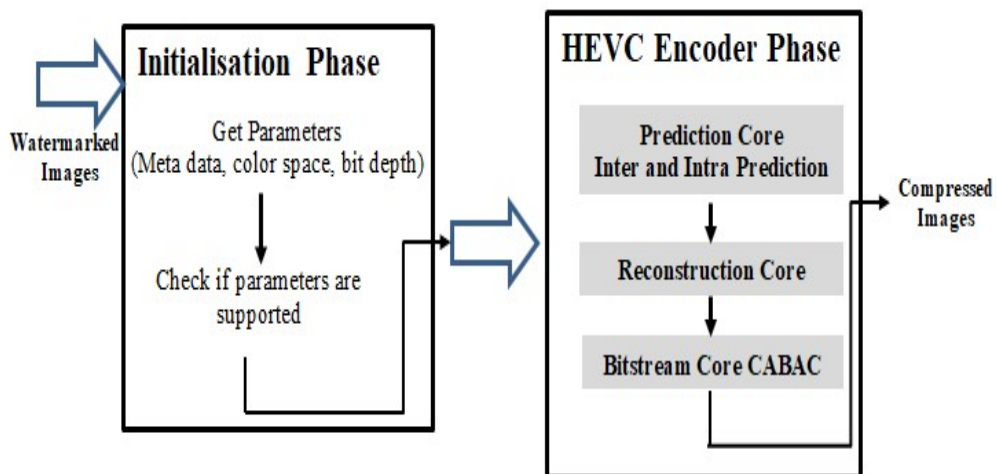 Watermarked
Images
Initialisation Phase
Get Parameters
(Meta data, color space, bit depth)
Check if parameters are
supported
HEVC Encoder Phase
Prediction Core
Inter and Intra Prediction
Reconstruction Core
Bitstream Core CABAC
Compressed
Images